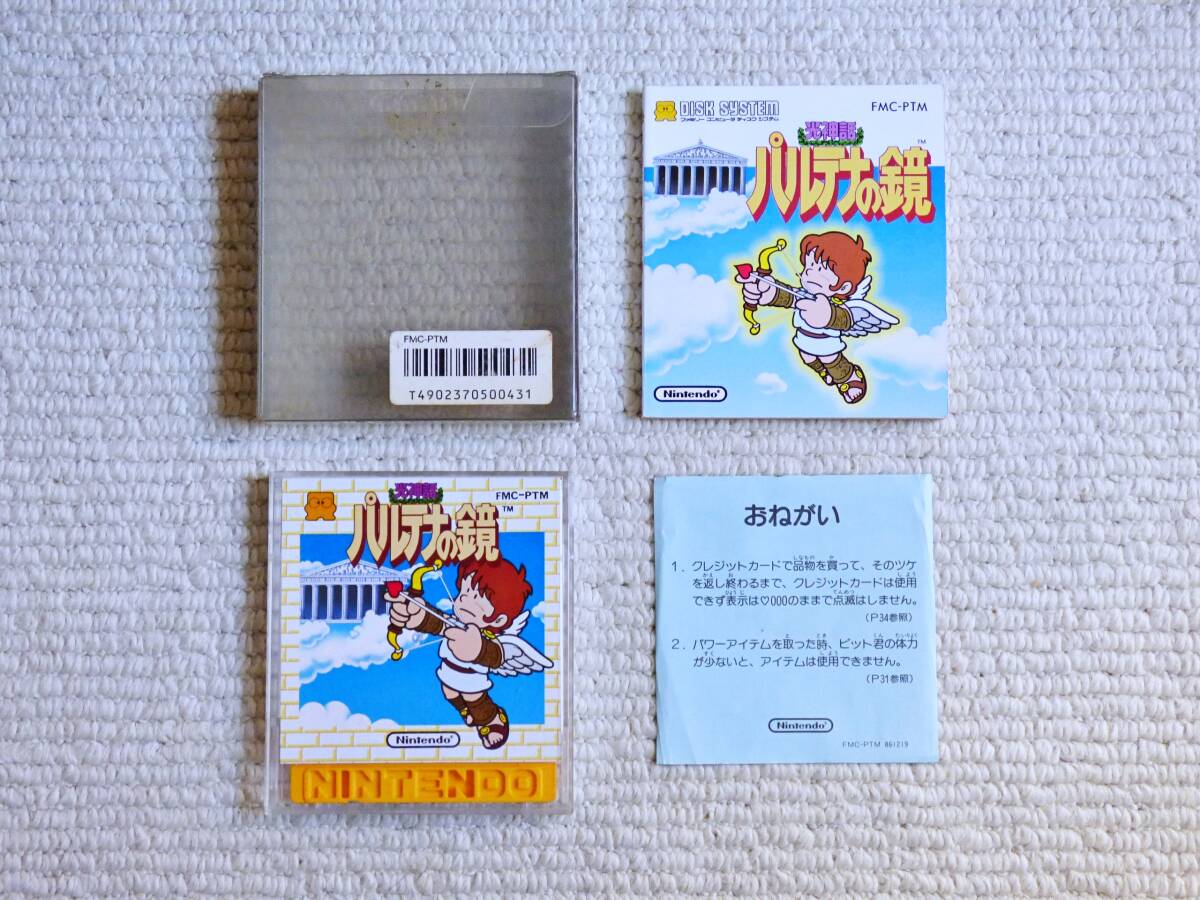 FMC-PTM
T4902370500431
DISK SYSTEM
ファミリー コンピュータ ディスク システム
FMC-PTM
光神話
パルテナの鏡
TM
Nintendo®
光神話
FMC-PTM
パルテナの鏡
TM
Nintendo®
NINTENDO
おねがい
1. クレジットカードで品物を買って、そのツケ
を返し終わるまで、クレジットカードは使用
できず表示は♡000のままで点滅はしません。
(P34参照)
2. パワーアイテムを取った時、ピット君の体力
が少ないと、アイテムは使用できません。
(P31参照)
Nintendo®
FMC-PTM 861219